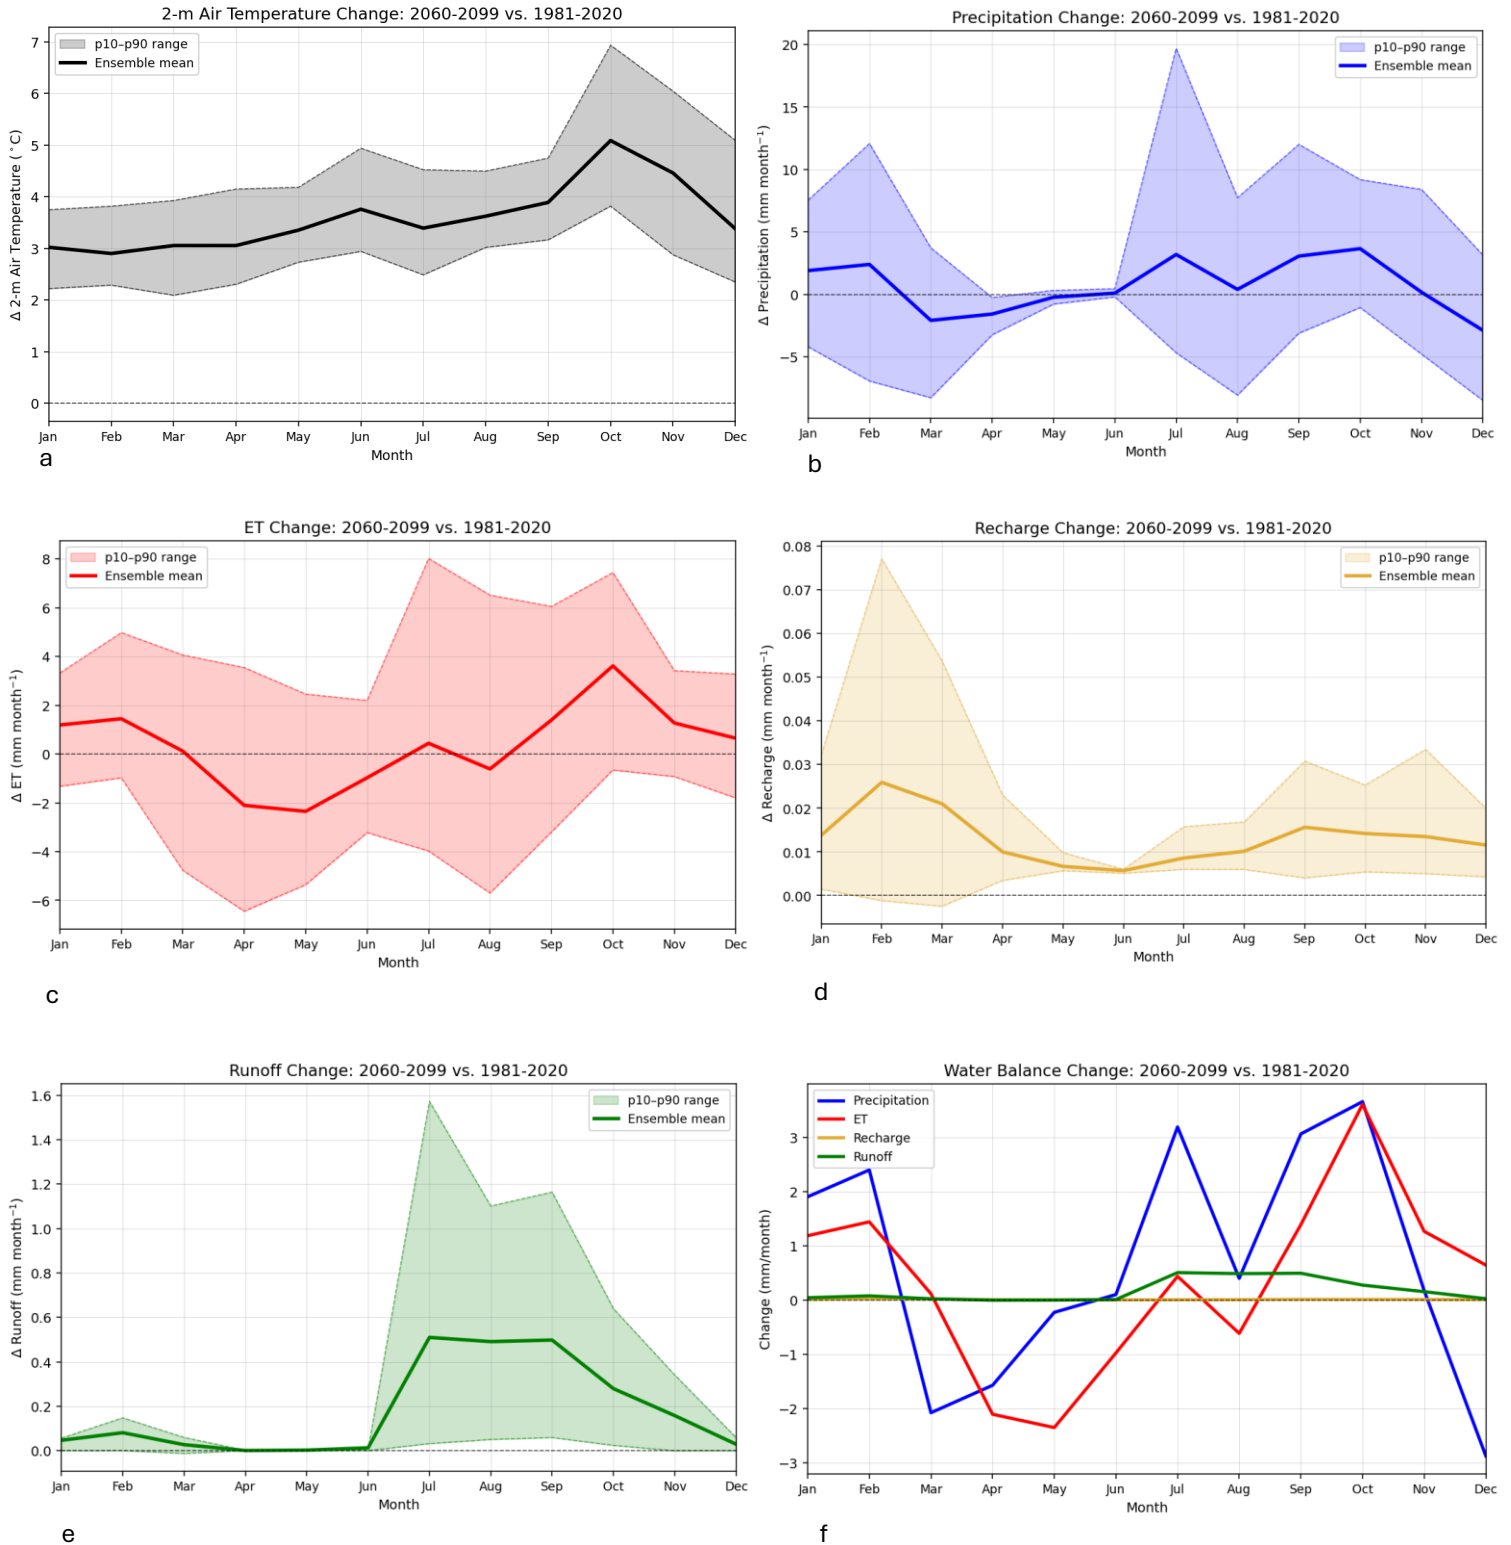 2-m Air Temperature Change: 2060-2099 vs. 1981-2020
p10–p90 range
Ensemble mean
Δ 2-m Air Temperature (°C)
7
6
5
4
3
2
1
0
Jan Feb Mar Apr May Jun Jul Aug Sep Oct Nov Dec
Month
a
Precipitation Change: 2060-2099 vs. 1981-2020
p10–p90 range
Ensemble mean
Δ Precipitation (mm month⁻¹)
20
15
10
5
0
−5
Jan Feb Mar Apr May Jun Jul Aug Sep Oct Nov Dec
Month
b
ET Change: 2060-2099 vs. 1981-2020
p10–p90 range
Ensemble mean
Δ ET (mm month⁻¹)
8
6
4
2
0
−2
−4
−6
Jan Feb Mar Apr May Jun Jul Aug Sep Oct Nov Dec
Month
c
Recharge Change: 2060-2099 vs. 1981-2020
p10–p90 range
Ensemble mean
Δ Recharge (mm month⁻¹)
0.08
0.07
0.06
0.05
0.04
0.03
0.02
0.01
0.00
Jan Feb Mar Apr May Jun Jul Aug Sep Oct Nov Dec
Month
d
Runoff Change: 2060-2099 vs. 1981-2020
p10–p90 range
Ensemble mean
Δ Runoff (mm month⁻¹)
1.6
1.4
1.2
1.0
0.8
0.6
0.4
0.2
0.0
Jan Feb Mar Apr May Jun Jul Aug Sep Oct Nov Dec
Month
e
Water Balance Change: 2060-2099 vs. 1981-2020
Precipitation
ET
Recharge
Runoff
Change (mm/month)
3
2
1
0
−1
−2
−3
Jan Feb Mar Apr May Jun Jul Aug Sep Oct Nov Dec
Month
f